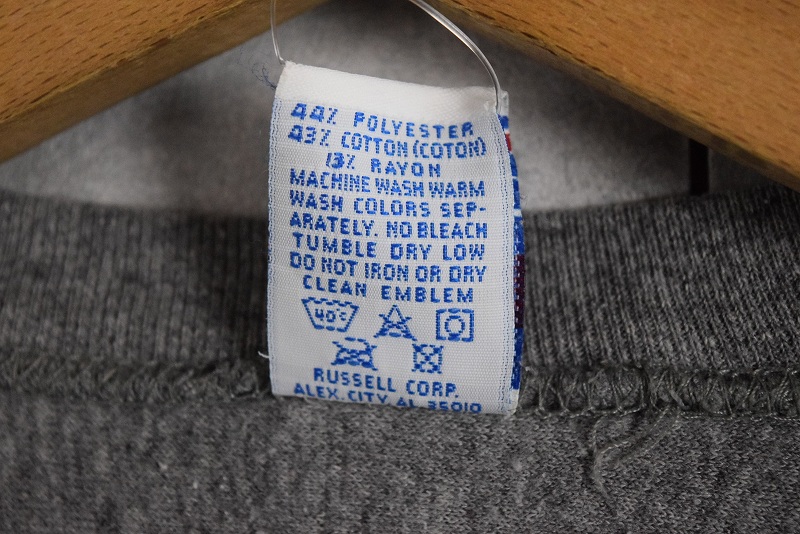 44% POLYESTER
43% COTTON (COTON)
13% RAYON
MACHINE WASH WARM
WASH COLORS SEP-
ARATELY. NO BLEACH
TUMBLE DRY LOW
DO NOT IRON OR DRY
CLEAN EMBLEM
40°C
RUSSELL CORP.
ALEX. CITY AL 35010